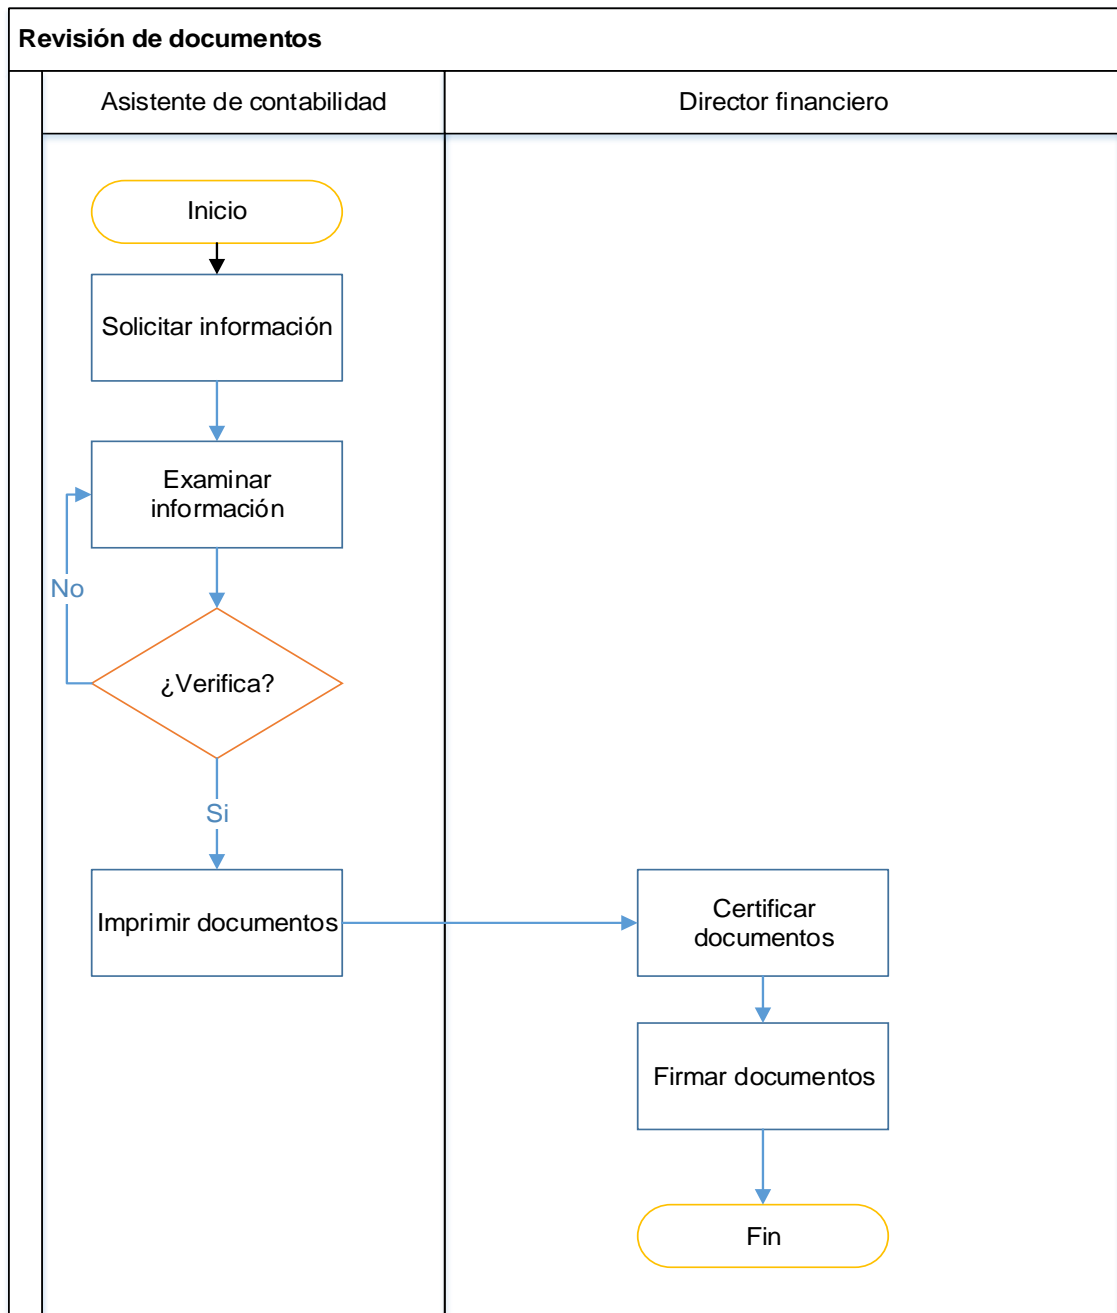 Revisión de documentos
Asistente de contabilidad
Director financiero
Inicio
Solicitar información
Examinar
información
No
¿Verifica?
Si
Imprimir documentos
Certificar
documentos
Firmar documentos
Fin